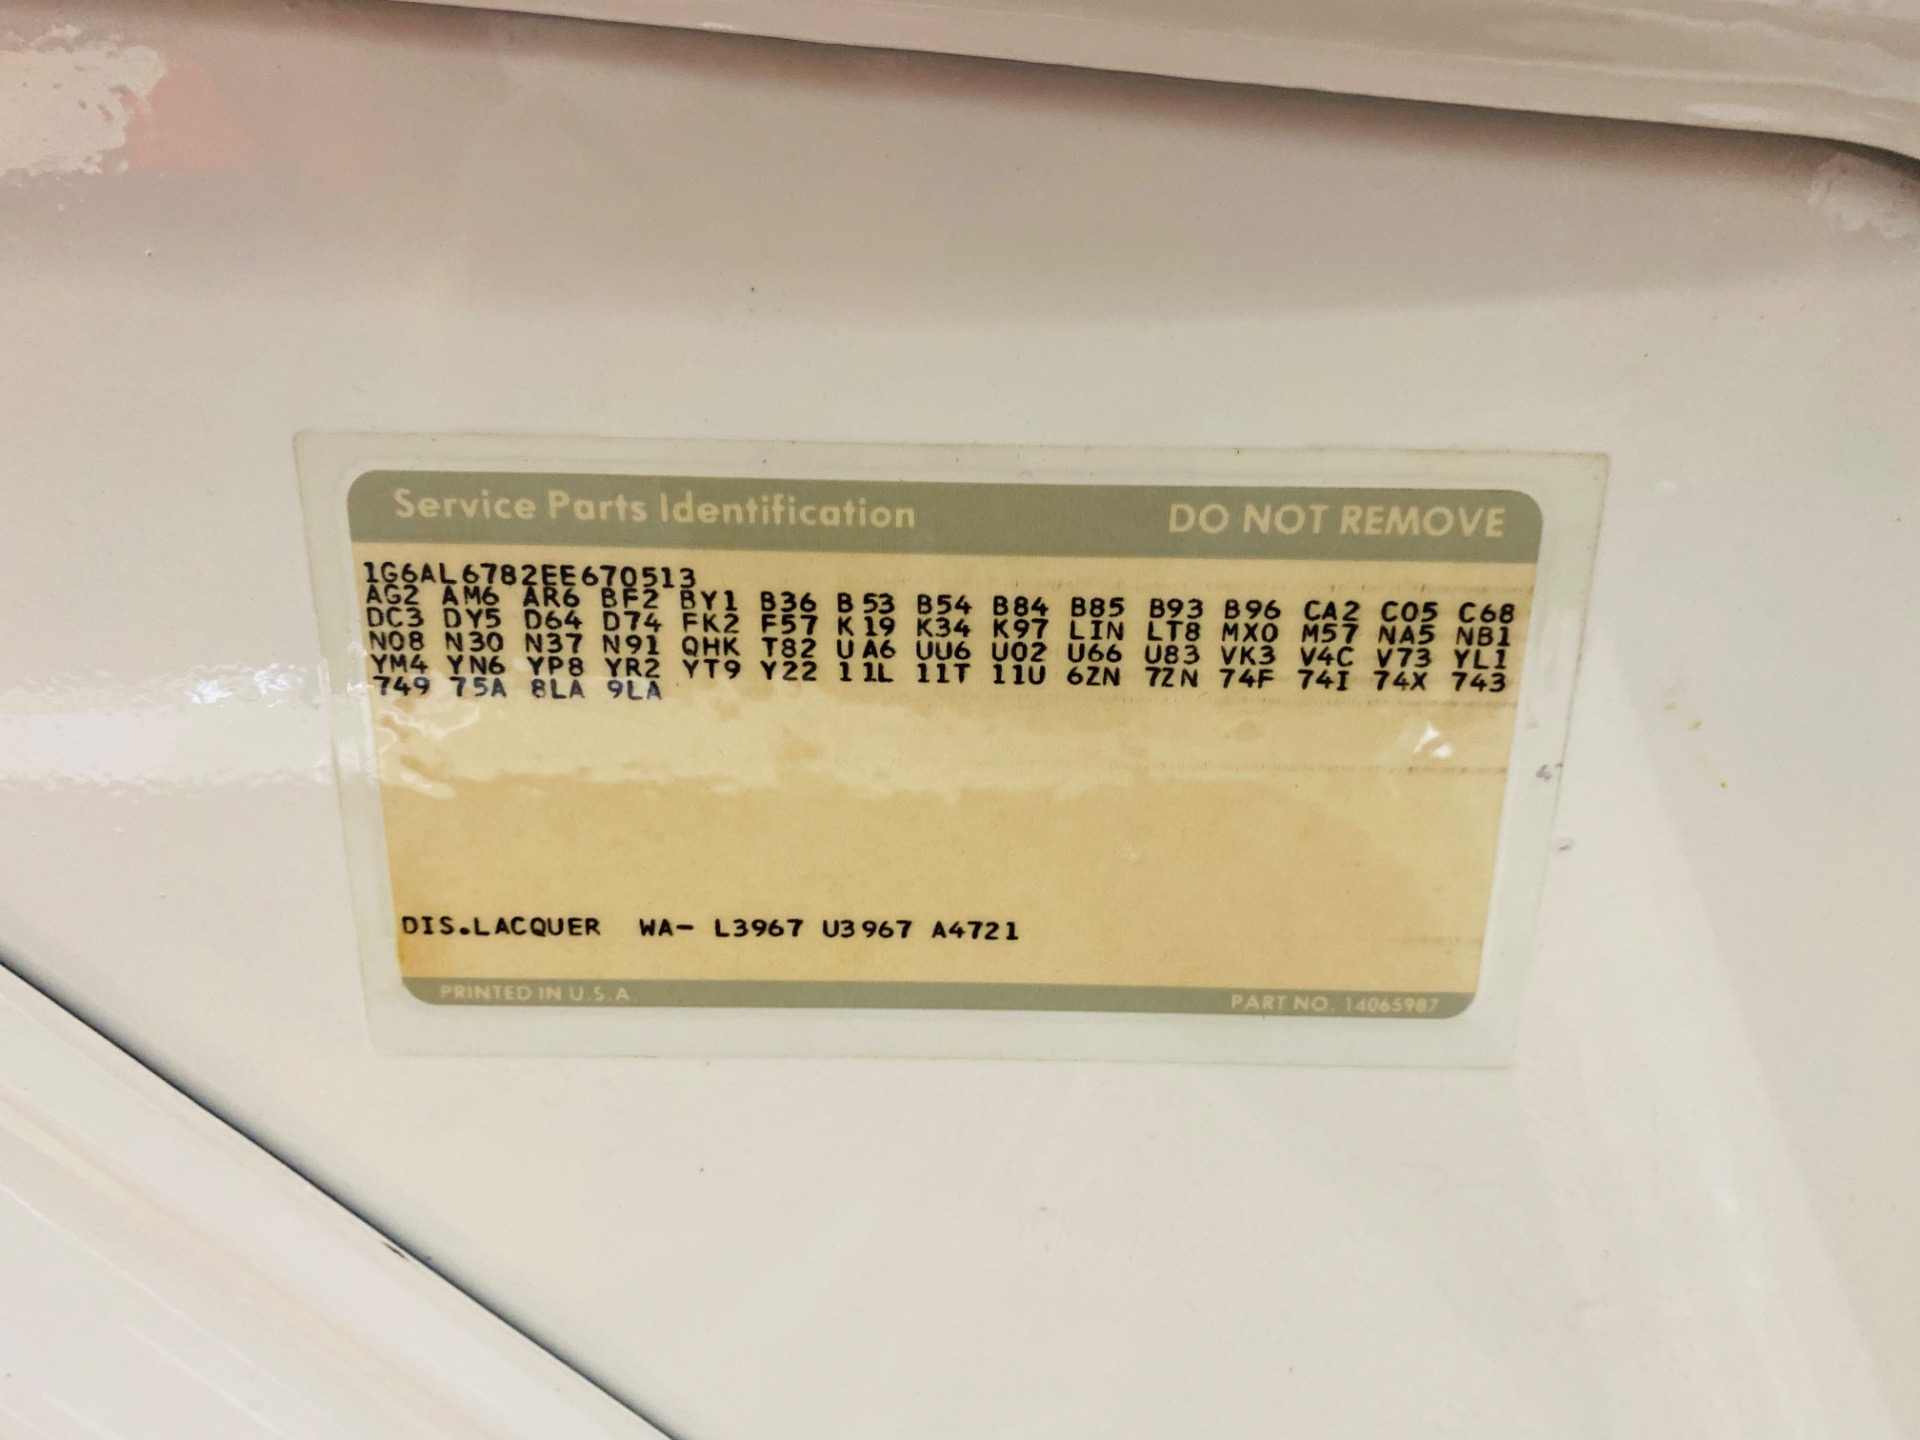 Service Parts Identification DO NOT REMOVE
1G6AL6782EE670513
AG2 AM6 AR6 BF2 BY1 B36 B53 B54 B84 B85 B93 B96 CA2 C05 C68
DC3 DY5 D64 D74 FK2 F57 K19 K34 K97 LIN LT8 MX0 M57 NA5 NB1
N08 N30 N37 N91 QHK T82 UA6 UU6 U02 U66 U83 VK3 V4C V73 YL1
YM4 YN6 YP8 YR2 YT9 Y22 11L 11T 11U 6ZN 7ZN 74F 74I 74X 743
749 75A 8LA 9LA
DIS.LACQUER WA- L3967 U3967 A4721
PRINTED IN U.S.A PART NO. 14065987